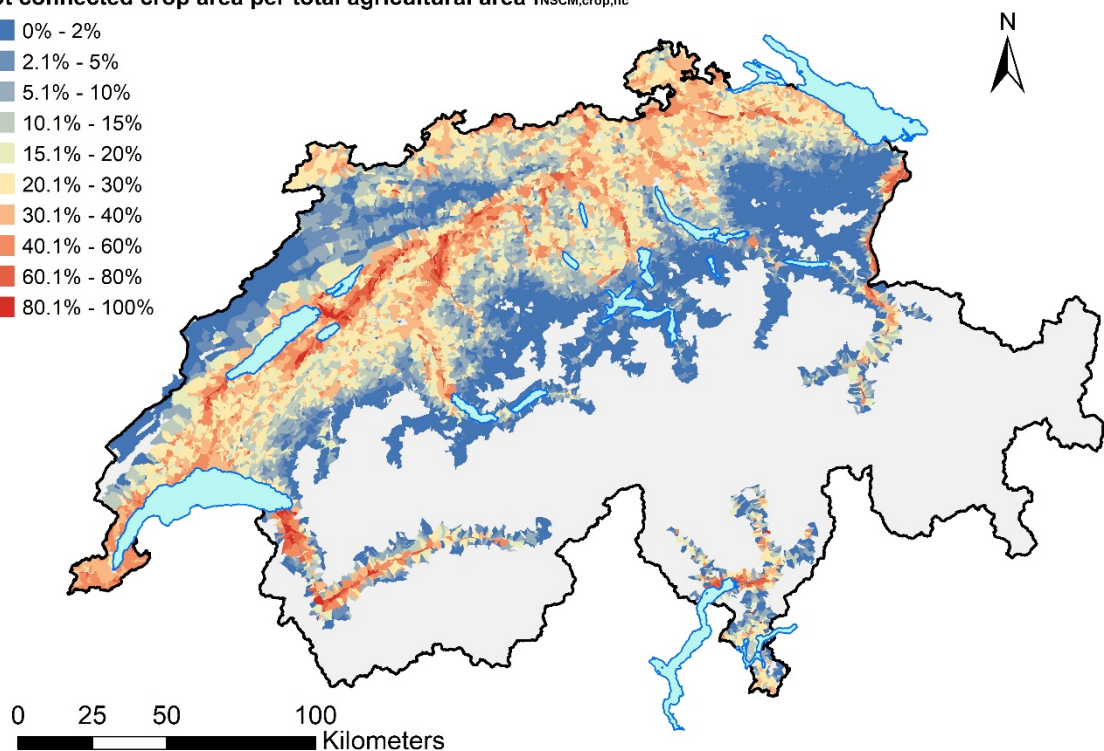 connected crop area per total agricultural area
0% - 2%
2.1% - 5%
5.1% - 10%
10.1% - 15%
15.1% - 20%
20.1% - 30%
30.1% - 40%
40.1% - 60%
60.1% - 80%
80.1% - 100%
N
0 25 50 100
Kilometers